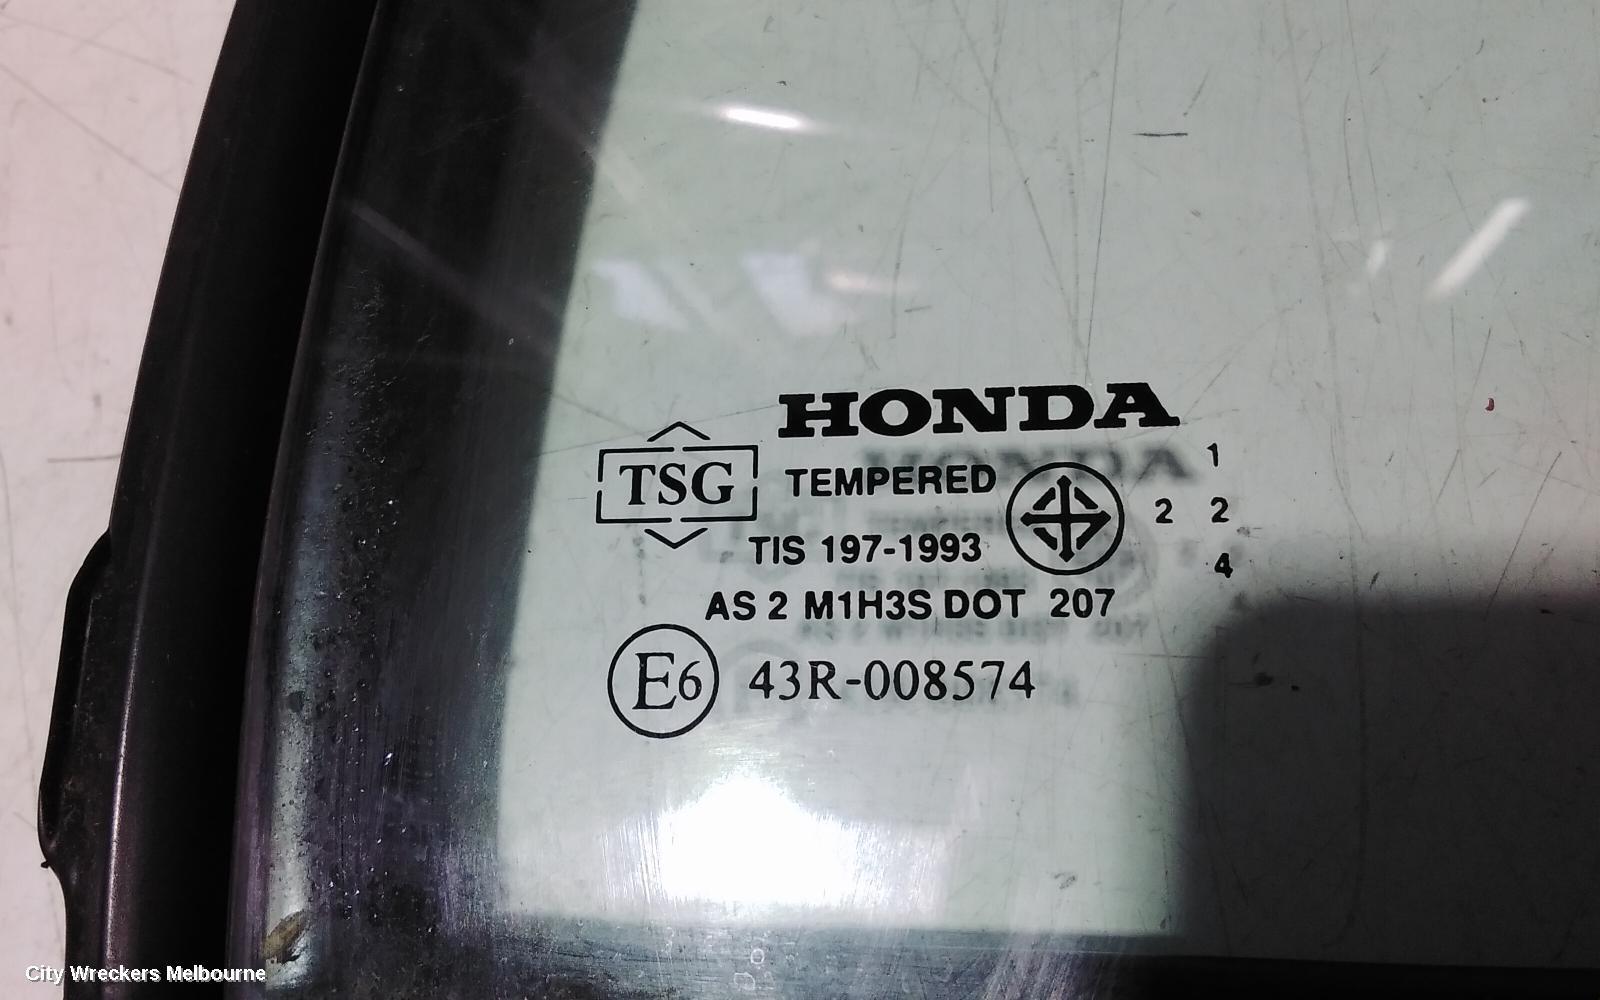 HONDA
TSG TEMPERED
TIS 197-1993
1
2 2
4
AS 2 M1H3S DOT 207
E6 43R-008574
City Wreckers Melbourne